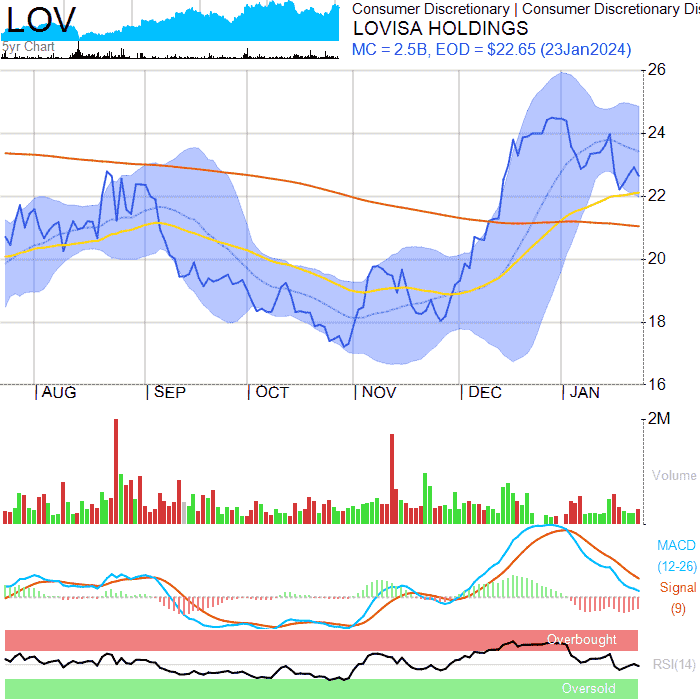 LOV
5yr Chart
Consumer Discretionary | Consumer Discretionary Dis
LOVISA HOLDINGS
MC = 2.5B, EOD = $22.65 (23Jan2024)
26
24
22
20
18
16
AUG SEP OCT NOV DEC JAN
2M
Volume
MACD
(12-26)
Signal
(9)
Overbought
RSI(14)
Oversold